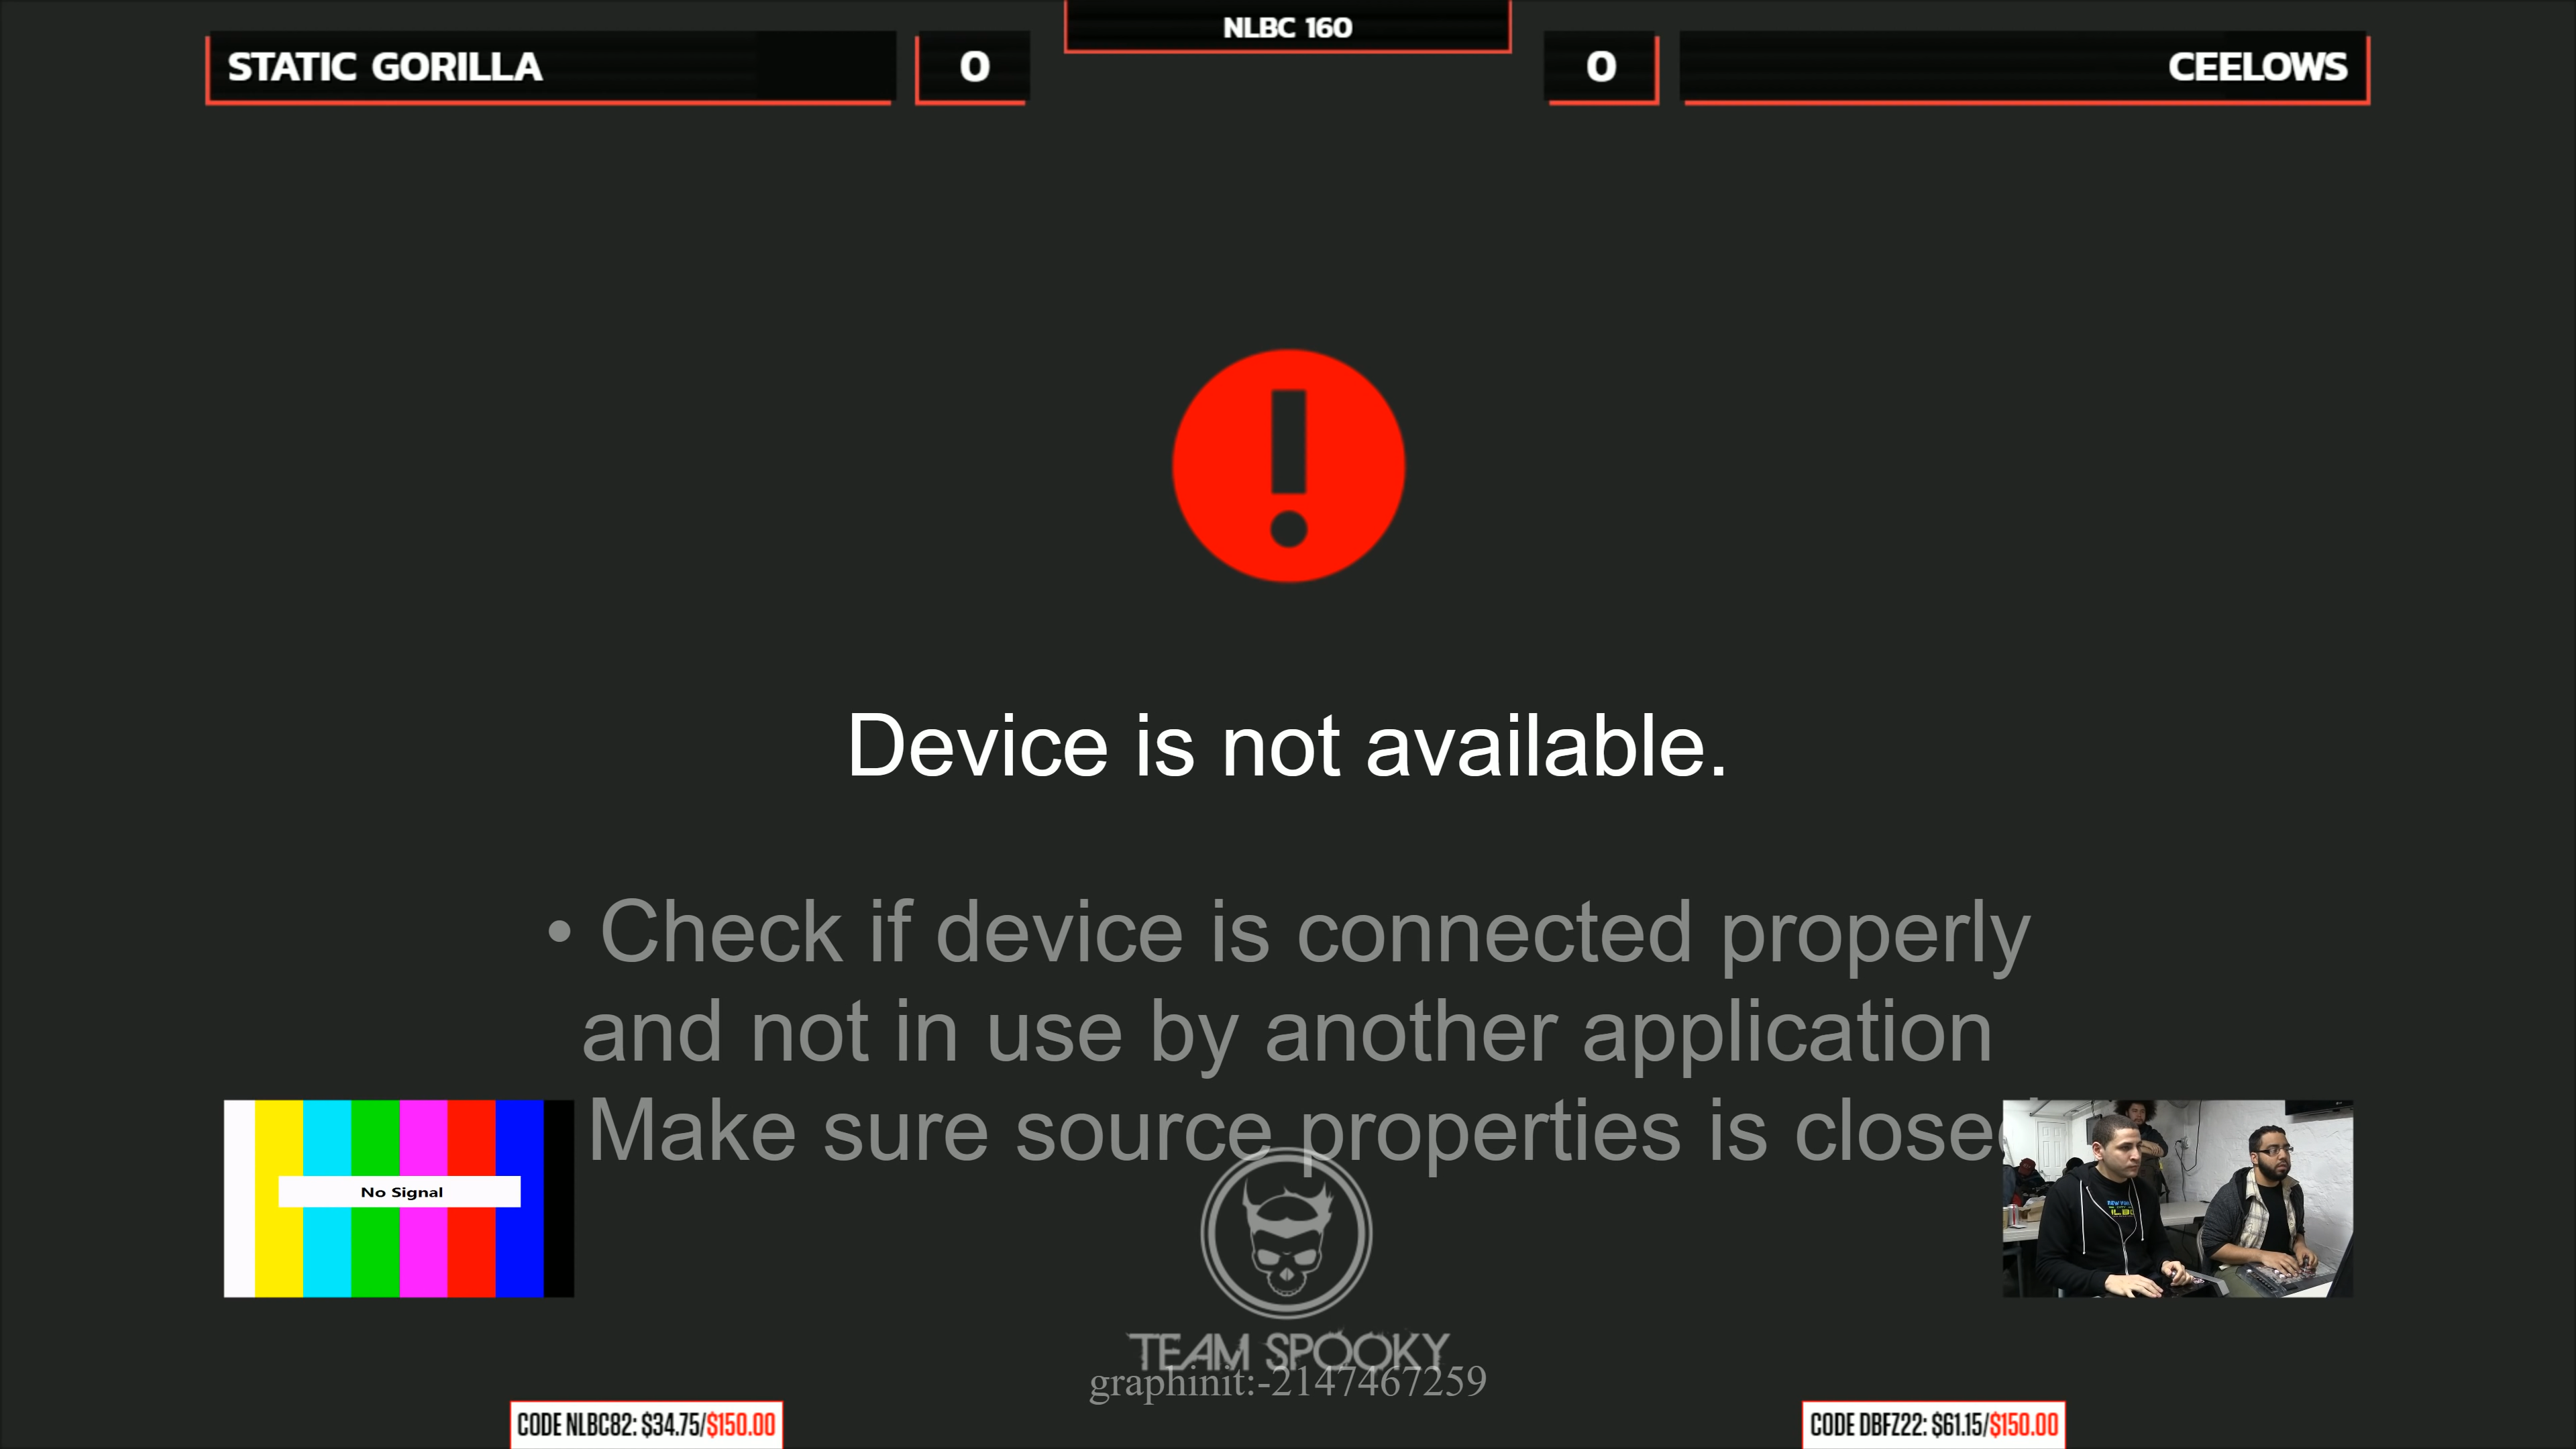 NLBC 160
STATIC GORILLA
0
0
CEELOWS
Device is not available.
• Check if device is connected properly
and not in use by another application
Make sure source properties is close
No Signal
TEAM SPOOKY
graphinit:-2147467259
CODE NLBC82: $34.75/$150.00
CODE DBFZ22: $61.15/$150.00